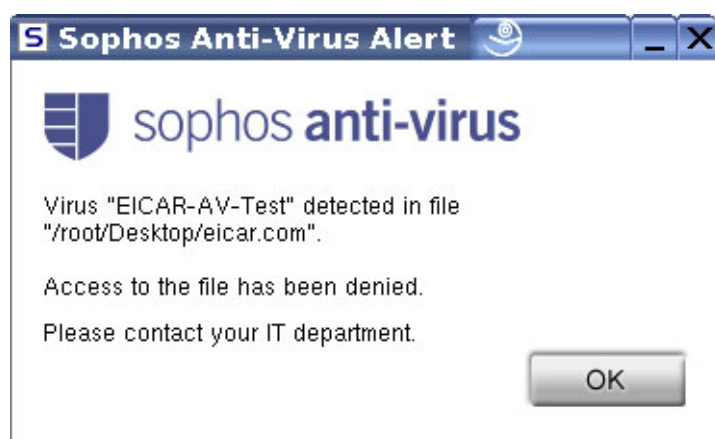 S Sophos Anti-Virus Alert
sophos anti-virus
Virus "EICAR-AV-Test" detected in file
"/root/Desktop/eicar.com".
Access to the file has been denied.
Please contact your IT department.
OK